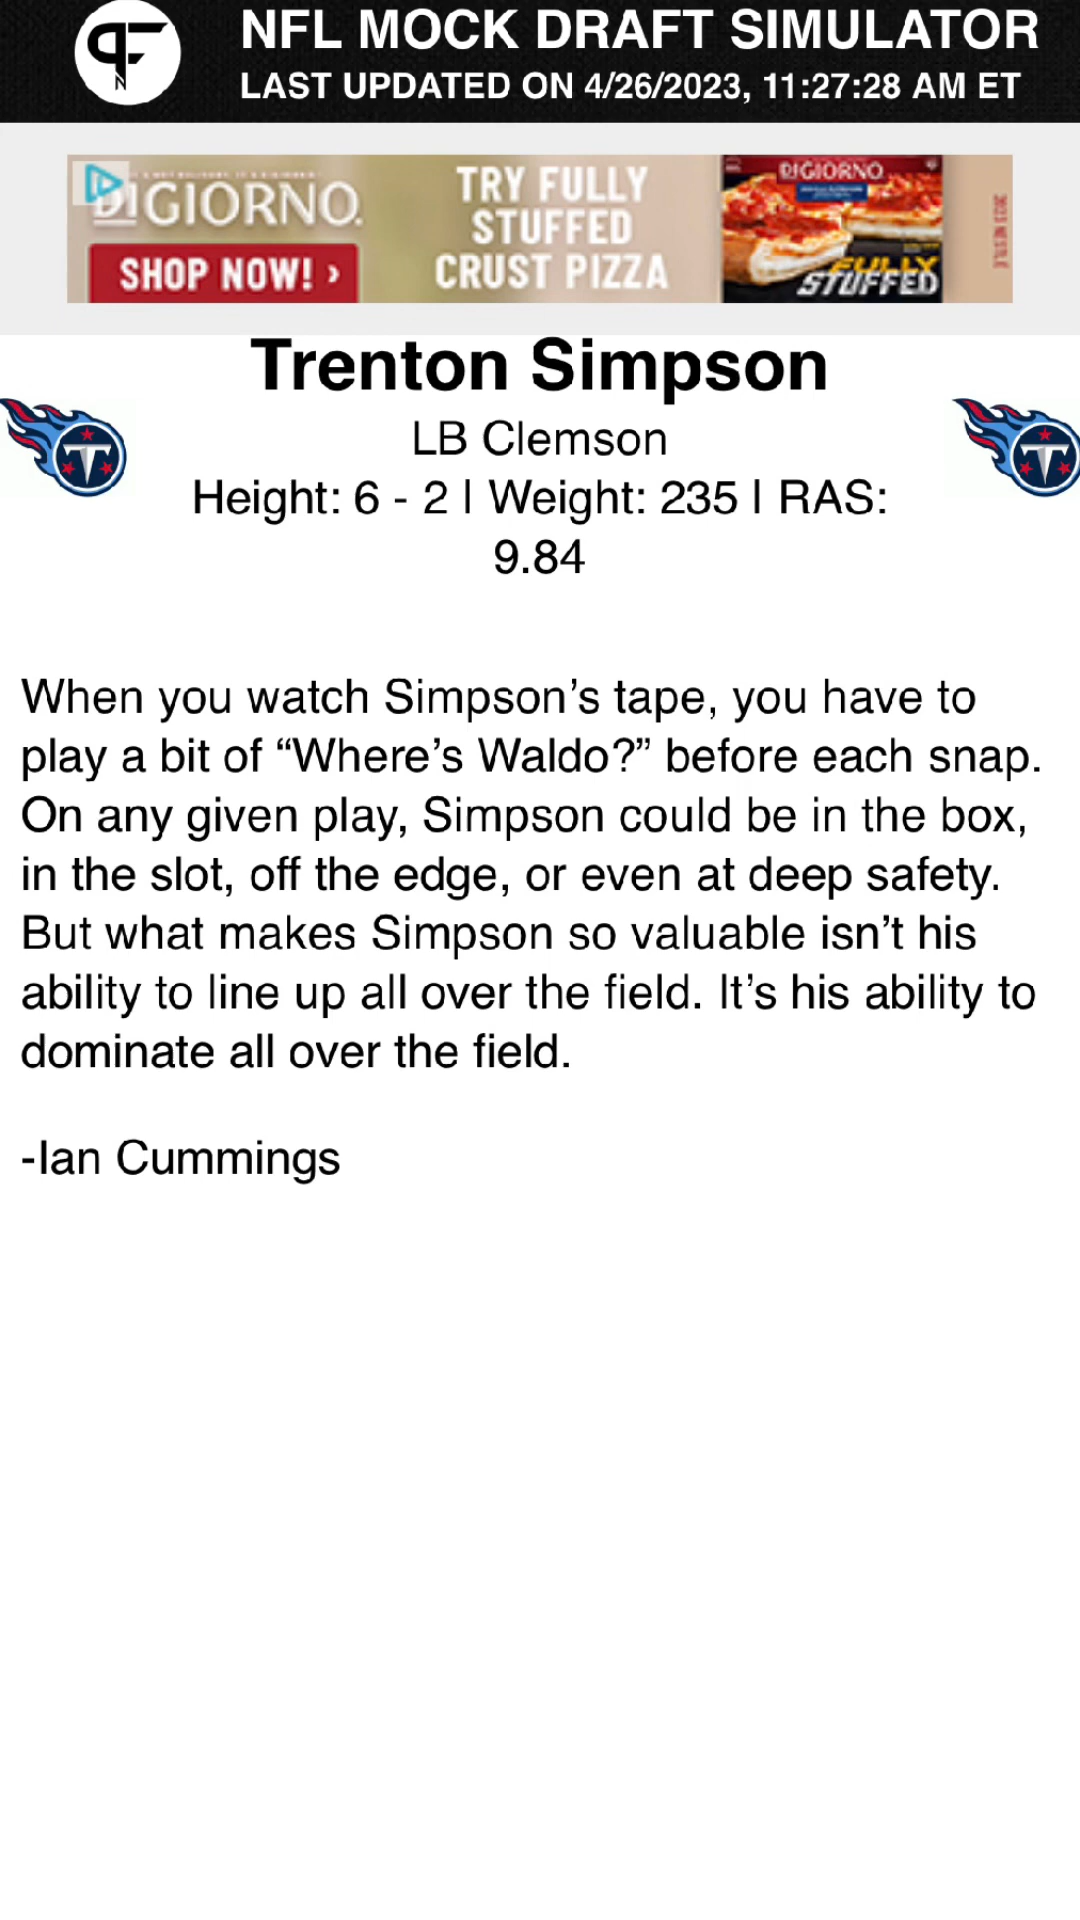 NFL MOCK DRAFT SIMULATOR
LAST UPDATED ON 4/26/2023, 11:27:28 AM ET
DIGIORNO.
SHOP NOW! ›
TRY FULLY
STUFFED
CRUST PIZZA
DIGIORNO
FULLY
STUFFED
Trenton Simpson
LB Clemson
Height: 6 - 2 | Weight: 235 | RAS:
9.84
When you watch Simpson’s tape, you have to
play a bit of “Where’s Waldo?” before each snap.
On any given play, Simpson could be in the box,
in the slot, off the edge, or even at deep safety.
But what makes Simpson so valuable isn’t his
ability to line up all over the field. It’s his ability to
dominate all over the field.
-Ian Cummings